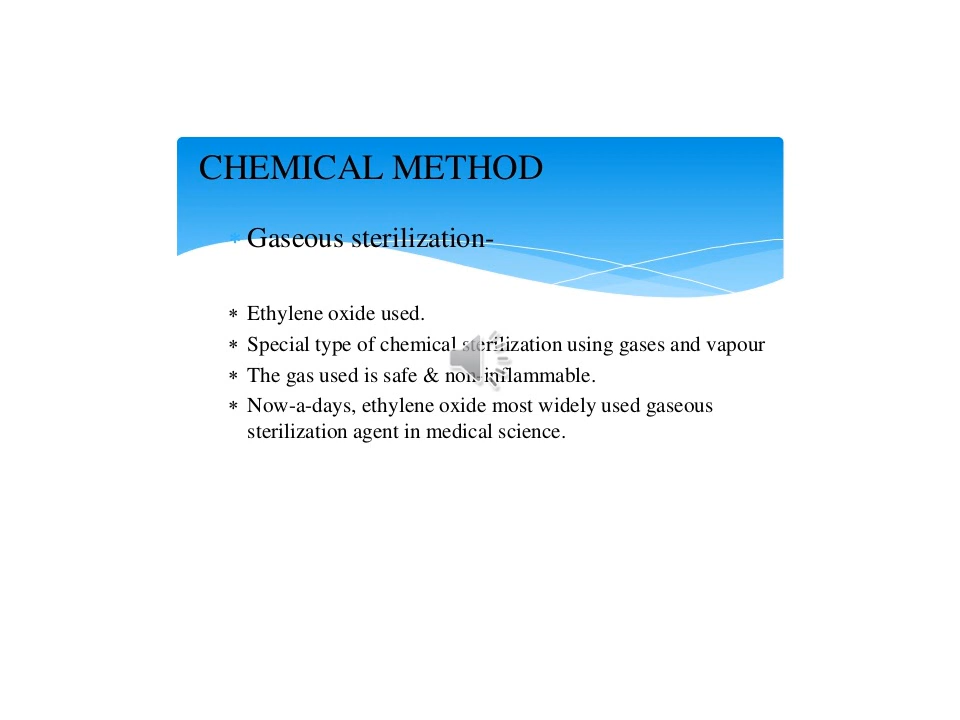 CHEMICAL METHOD
* Gaseous sterilization-
* Ethylene oxide used.
* Special type of chemical sterilization using gases and vapour
* The gas used is safe & non-inflammable.
* Now-a-days, ethylene oxide most widely used gaseous
sterilization agent in medical science.